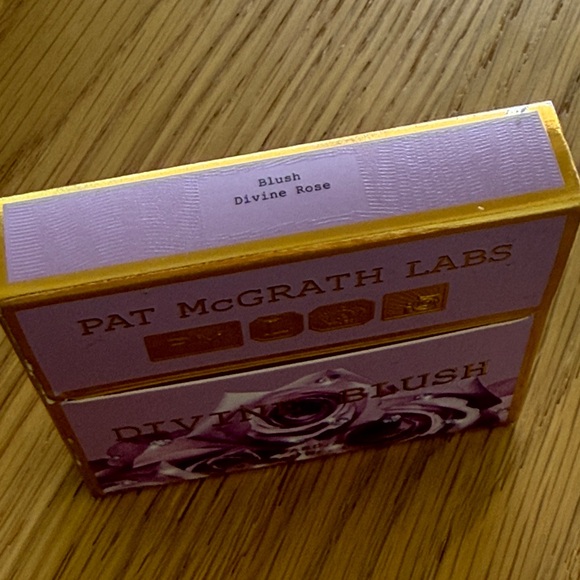 Blush
Divine Rose
PAT McGRATH LABS
DIVINE BLUSH